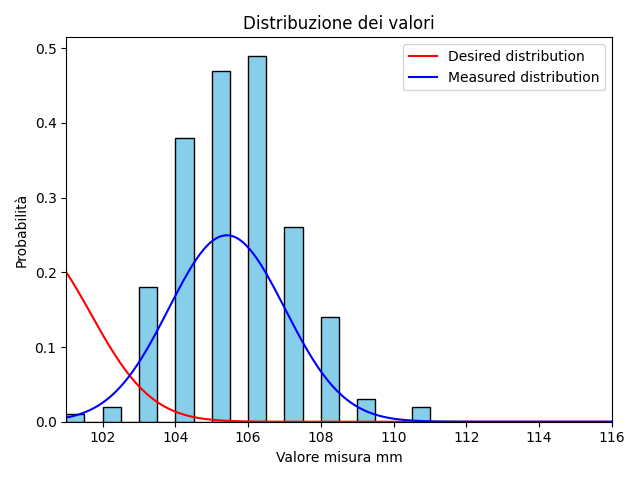 Distribuzione dei valori
Desired distribution
Measured distribution
Probabilità
0.5
0.4
0.3
0.2
0.1
0.0
102 104 106 108 110 112 114 116
Valore misura mm